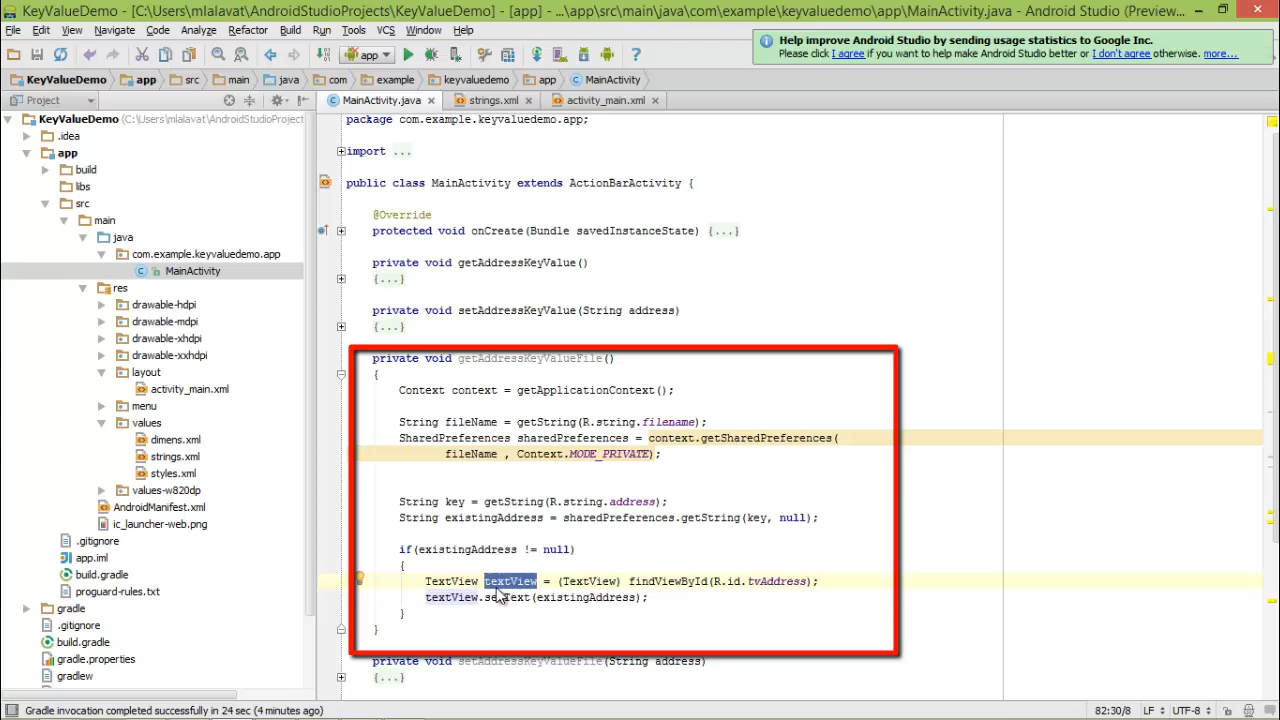 KeyValueDemo - [C:\Users\mlalavat\AndroidStudioProjects\KeyValueDemo] - [app] - ...\app\src\main\java\com\example\keyvaluedemo\app\MainActivity.java - Android Studio (Preview...
File Edit View Navigate Code Analyze Refactor Build Run Tools VCS Window Help
Help improve Android Studio by sending usage statistics to Google Inc.
Please click I agree if you want to help make Android Studio better or I don't agree otherwise. more...
app
KeyValueDemo app src main java com example keyvaluedemo app MainActivity
Project
MainActivity.java strings.xml activity_main.xml
KeyValueDemo (C:\Users\mlalavat\AndroidStudioProject
.idea
app
build
libs
src
main
java
com.example.keyvaluedemo.app
MainActivity
res
drawable-hdpi
drawable-mdpi
drawable-xhdpi
drawable-xxhdpi
layout
activity_main.xml
menu
values
dimens.xml
strings.xml
styles.xml
values-w820dp
AndroidManifest.xml
ic_launcher-web.png
.gitignore
app.iml
build.gradle
proguard-rules.txt
gradle
.gitignore
build.gradle
gradle.properties
gradlew
package com.example.keyvaluedemo.app;
import ...
public class MainActivity extends ActionBarActivity {
@Override
protected void onCreate(Bundle savedInstanceState) {...}
private void getAddressKeyValue()
{...}
private void setAddressKeyValue(String address)
{...}
private void getAddressKeyValueFile()
{
Context context = getApplicationContext();
String fileName = getString(R.string.filename);
SharedPreferences sharedPreferences = context.getSharedPreferences(
fileName , Context.MODE_PRIVATE);
String key = getString(R.string.address);
String existingAddress = sharedPreferences.getString(key, null);
if(existingAddress != null)
{
TextView textView = (TextView) findViewById(R.id.tvAddress);
textView.setText(existingAddress);
}
}
private void setAddressKeyValueFile(String address)
{...}
Gradle invocation completed successfully in 24 sec (4 minutes ago)
82:30/8 LF UTF-8